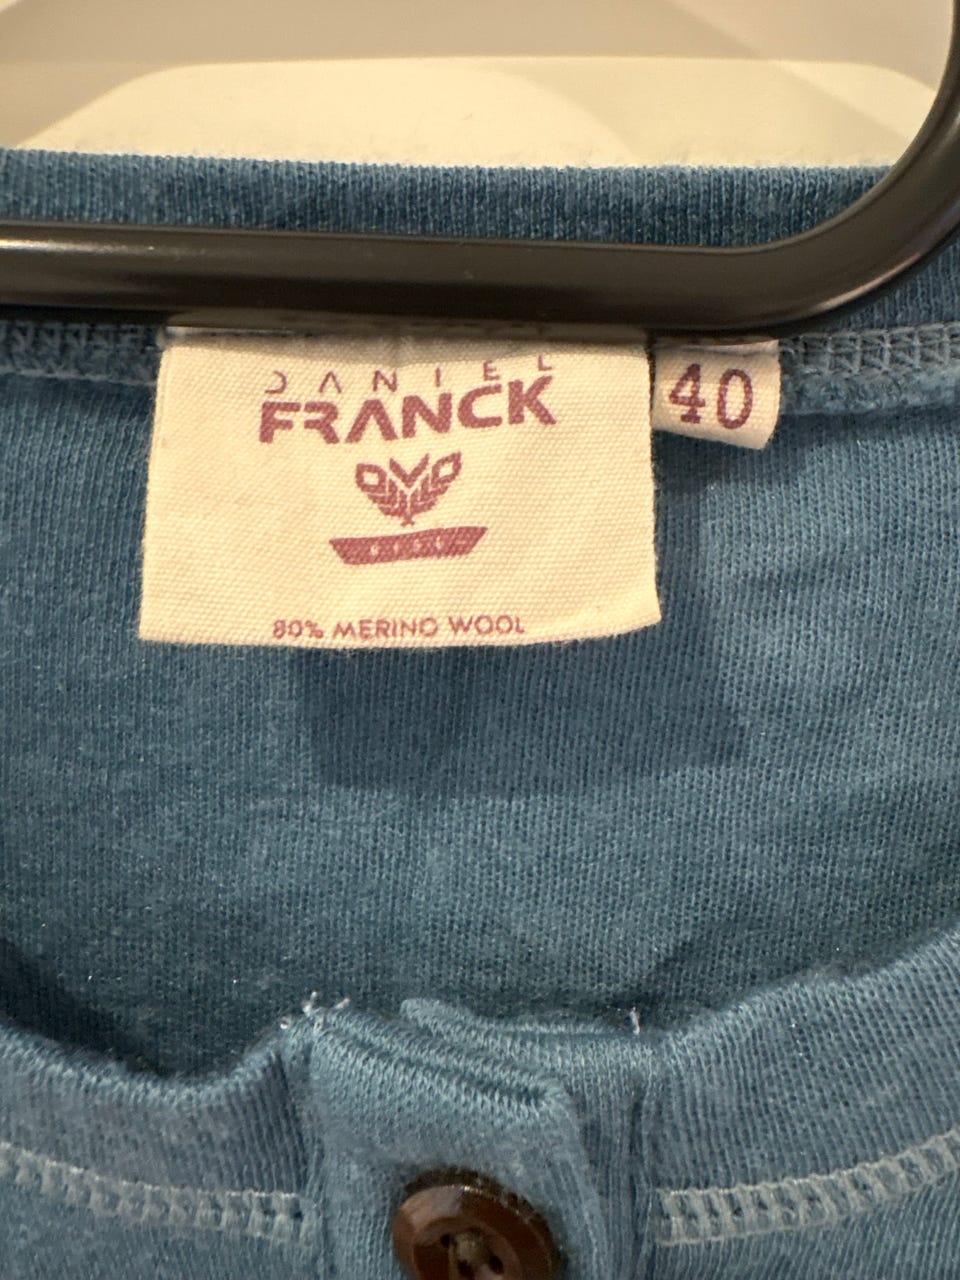 DANIEL
FRANCK
80% MERINO WOOL
40